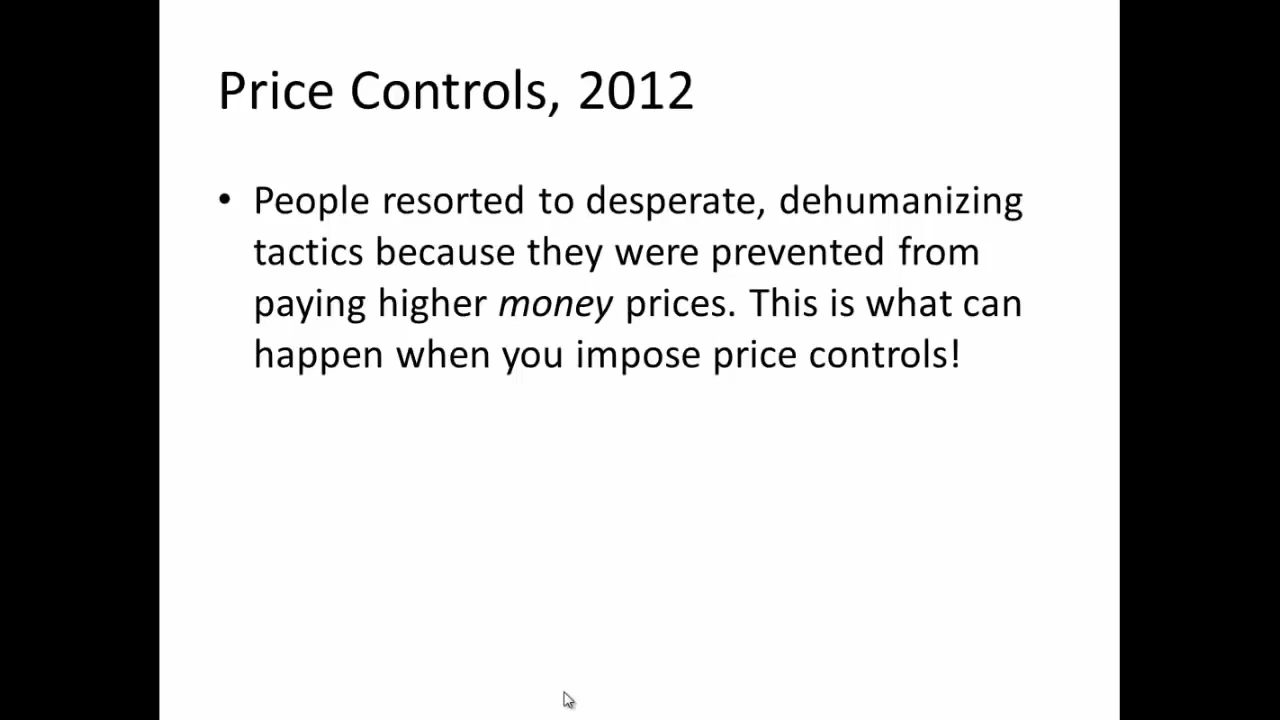 Price Controls, 2012
• People resorted to desperate, dehumanizing
tactics because they were prevented from
paying higher money prices. This is what can
happen when you impose price controls!